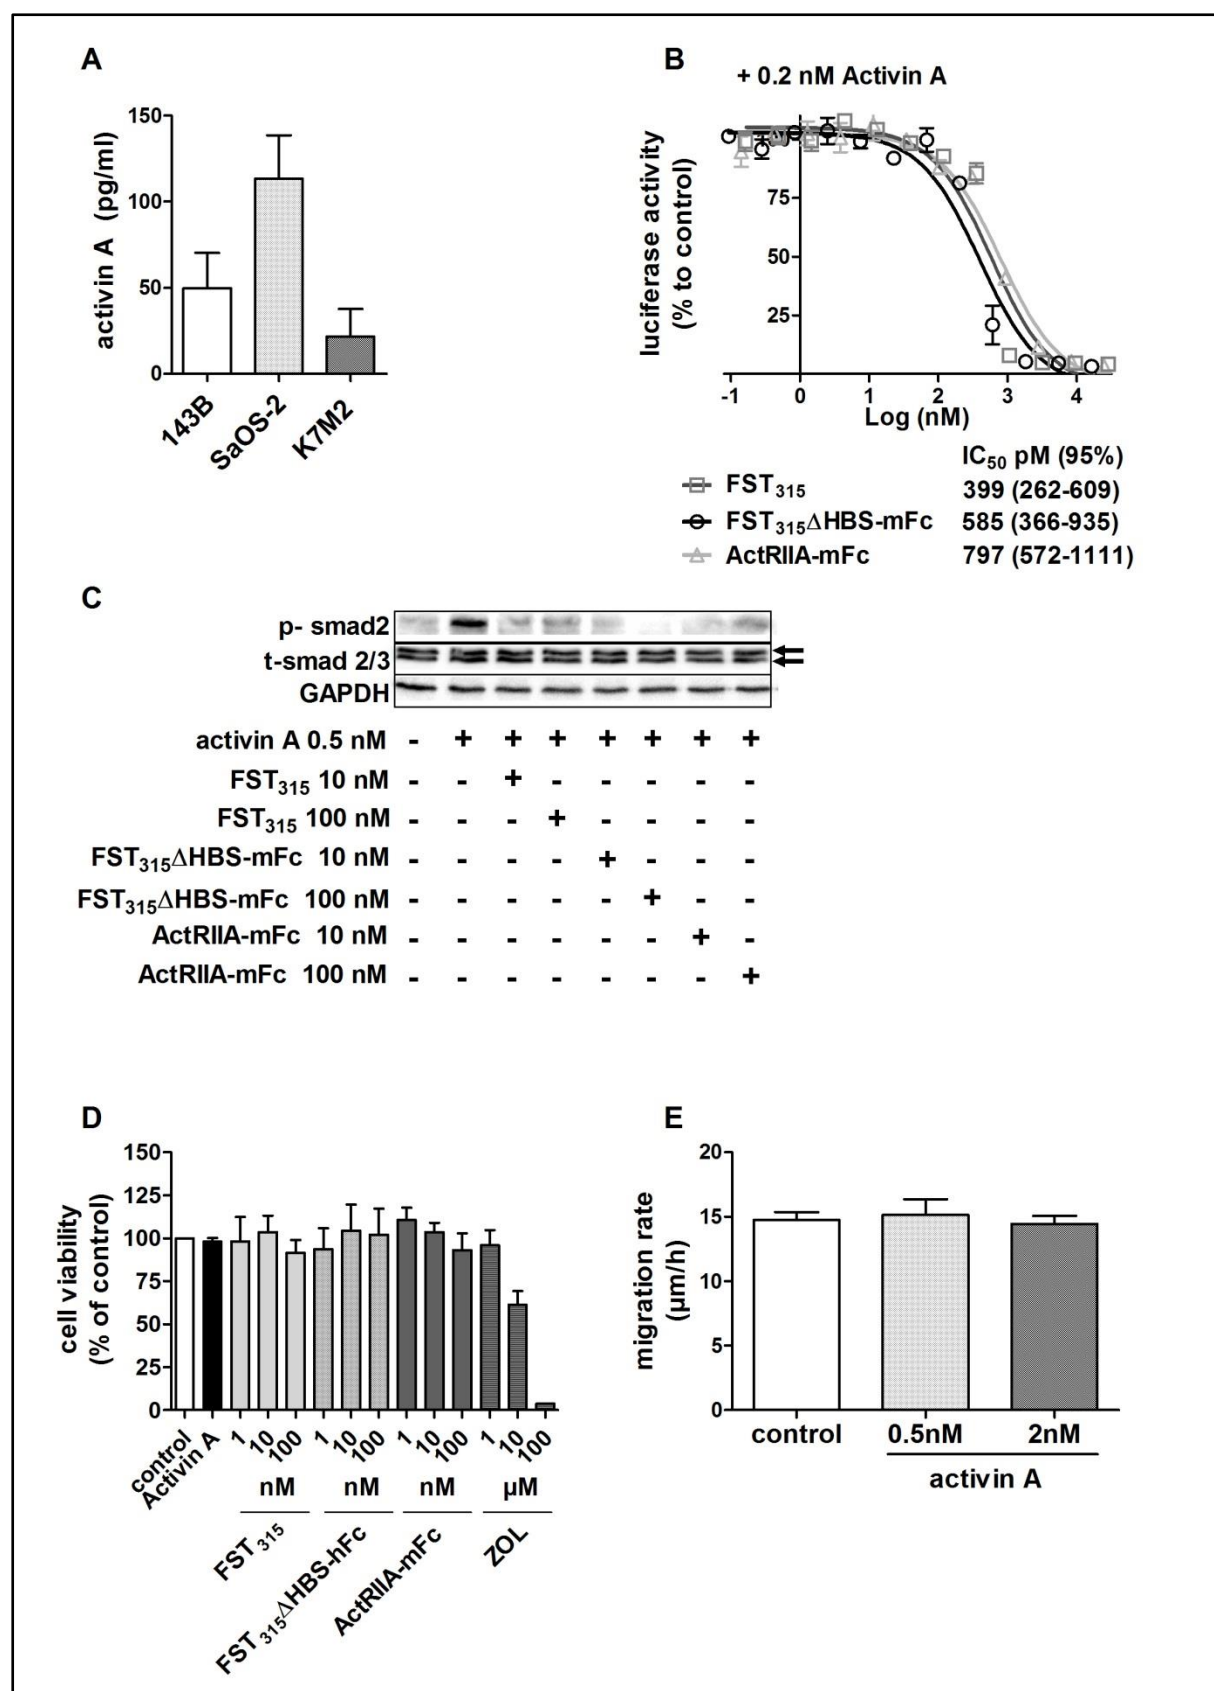 A
activin A (pg/ml)
150
100
50
0
143B
SaOS-2
K7M2
B
+ 0.2 nM Activin A
luciferase activity
(% to control)
75
50
25
-1
0
1
2
3
4
Log (nM)
IC50 pM (95%)
FST315 399 (262-609)
FST315ΔHBS-mFc 585 (366-935)
ActRIIA-mFc 797 (572-1111)
C
p- smad2
t-smad 2/3
GAPDH
activin A 0.5 nM - + + + + + + +
FST315 10 nM - - + - - - - -
FST315 100 nM - - - + - - - -
FST315ΔHBS-mFc 10 nM - - - - + - - -
FST315ΔHBS-mFc 100 nM - - - - - + - -
ActRIIA-mFc 10 nM - - - - - - + -
ActRIIA-mFc 100 nM - - - - - - - +
D
cell viability
(% of control)
150
125
100
75
50
25
0
control
Activin A
1 10 100 1 10 100 1 10 100 1 10 100
nM nM nM µM
FST315
FST315ΔHBS-hFc
ActRIIA-mFc
ZOL
E
migration rate
(µm/h)
20
15
10
5
0
control 0.5nM 2nM
activin A